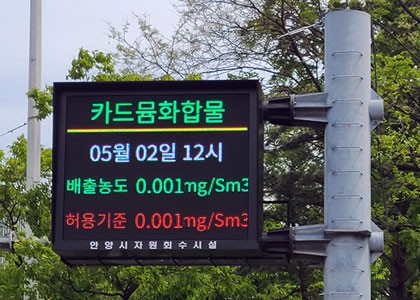 카드뮴화합물
05월 02일 12시
배출농도 0.001mg/Sm3
허용기준 0.001mg/Sm3
안양시자원회수시설